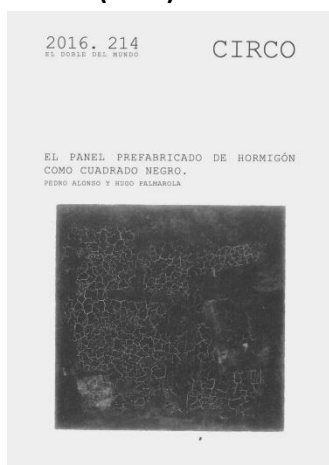 2016. 214
EL DOBLE DEL MUNDO
CIRCO
EL PANEL PREFABRICADO DE HORMIGÓN
COMO CUADRADO NEGRO.
PEDRO ALONSO Y HUGO PALMAROLA